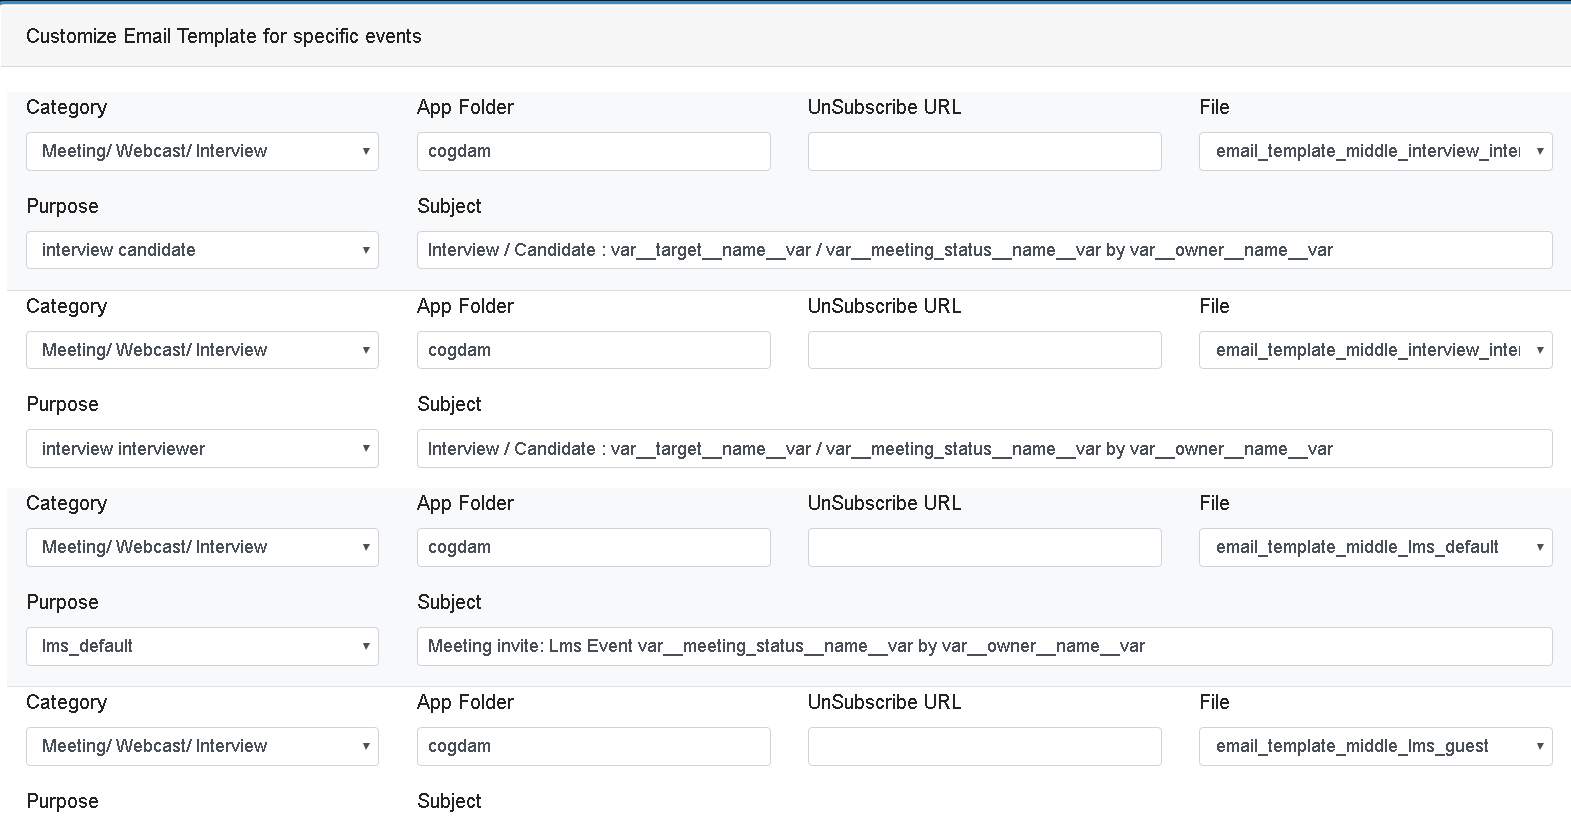 Customize Email Template for specific events
Category App Folder UnSubscribe URL File
Meeting/ Webcast/ Interview cogdam email_template_middle_interview_inter
Purpose Subject
interview candidate Interview / Candidate : var__target__name__var / var__meeting_status__name__var by var__owner__name__var
Category App Folder UnSubscribe URL File
Meeting/ Webcast/ Interview cogdam email_template_middle_interview_inter
Purpose Subject
interview interviewer Interview / Candidate : var__target__name__var / var__meeting_status__name__var by var__owner__name__var
Category App Folder UnSubscribe URL File
Meeting/ Webcast/ Interview cogdam email_template_middle_lms_default
Purpose Subject
lms_default Meeting invite: Lms Event var__meeting_status__name__var by var__owner__name__var
Category App Folder UnSubscribe URL File
Meeting/ Webcast/ Interview cogdam email_template_middle_lms_guest
Purpose Subject